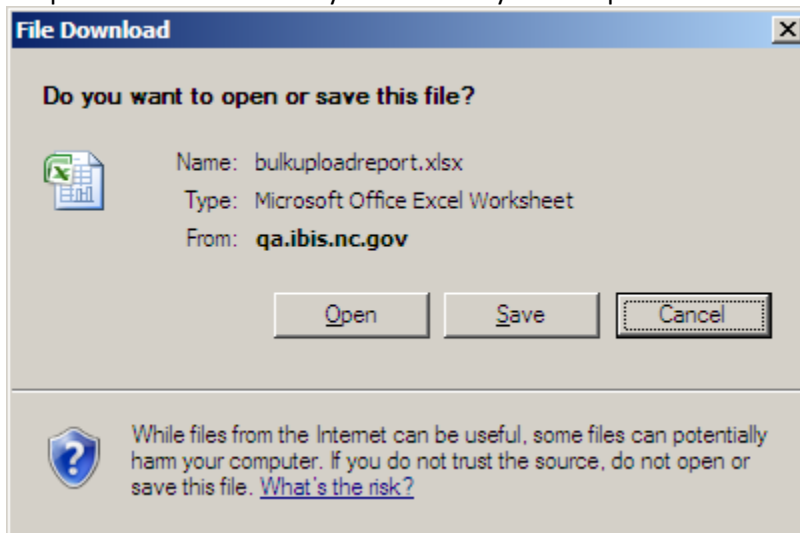 File Download
Do you want to open or save this file?
Name: bulkuploadreport.xlsx
Type: Microsoft Office Excel Worksheet
From: qa.ibis.nc.gov
Open Save Cancel
While files from the Internet can be useful, some files can potentially
harm your computer. If you do not trust the source, do not open or
save this file. What's the risk?